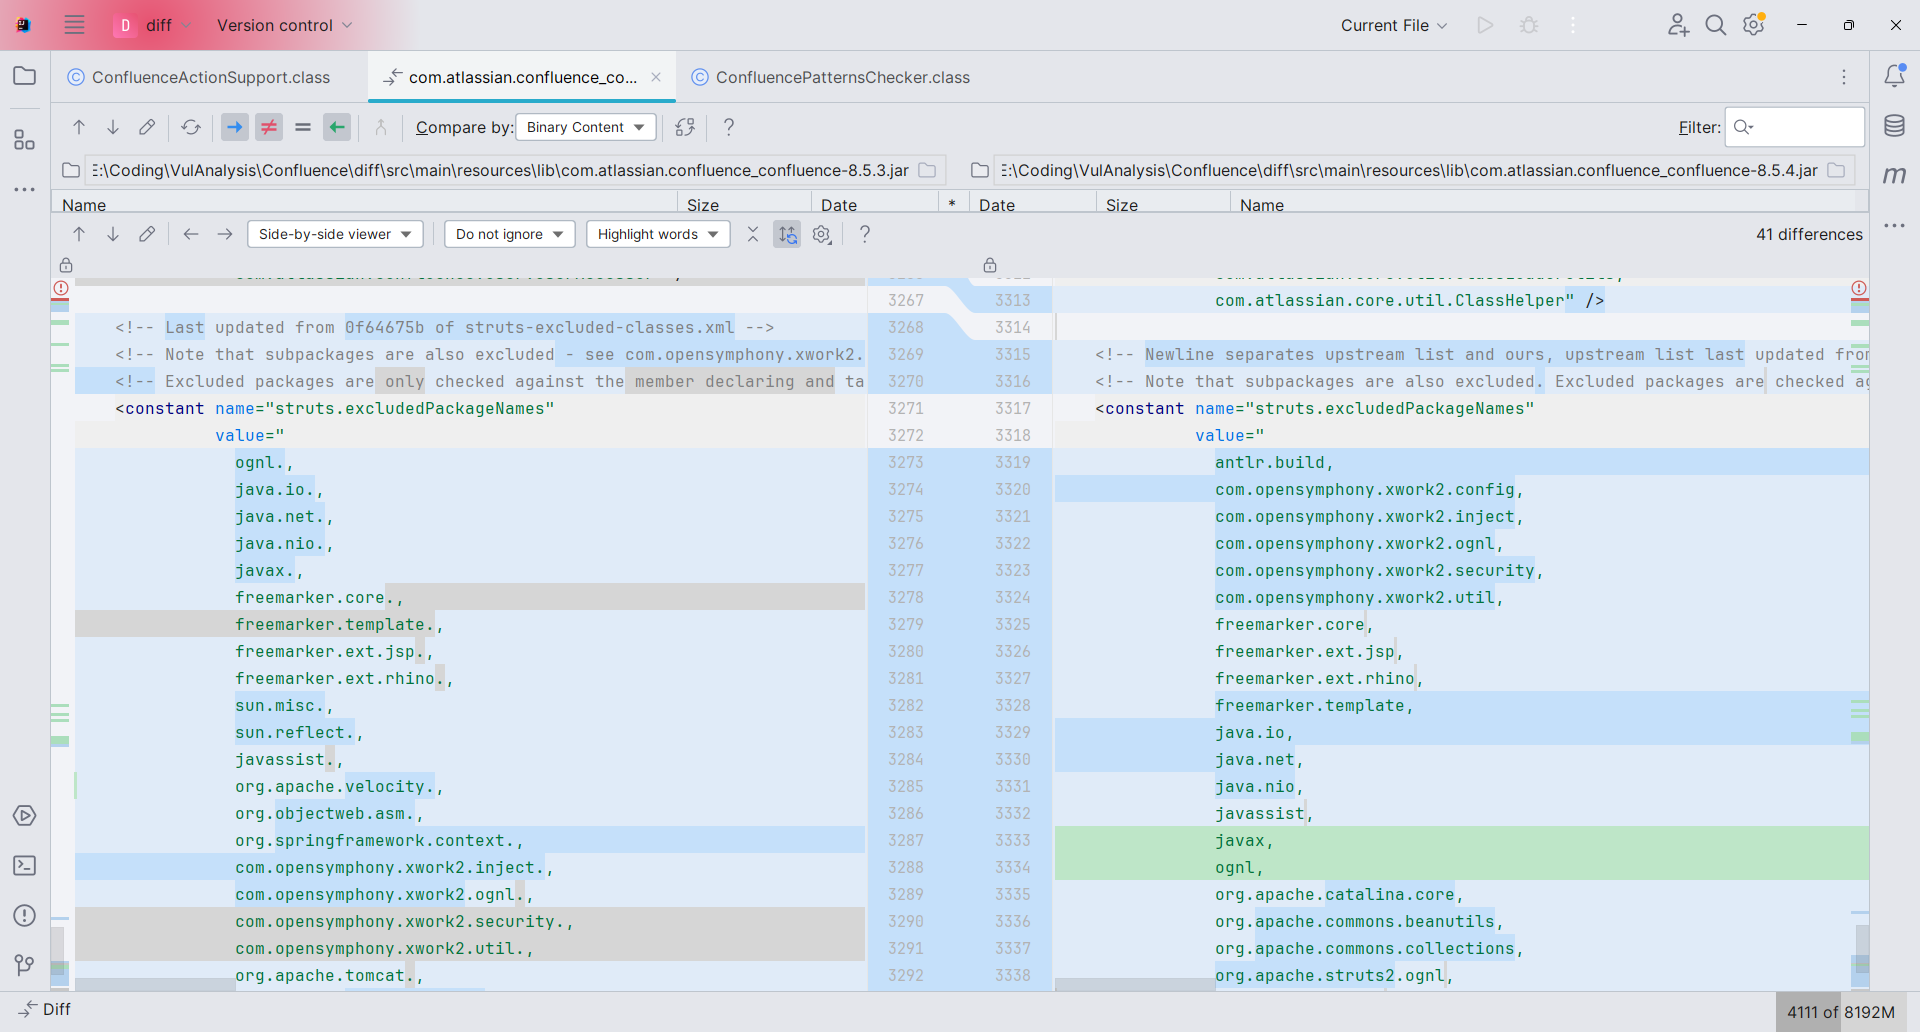 D diff Version control Current File
ConfluenceActionSupport.class com.atlassian.confluence_co... ConfluencePatternsChecker.class
Compare by: Binary Content ? Filter:
E:\Coding\VulAnalysis\Confluence\diff\src\main\resources\lib\com.atlassian.confluence_confluence-8.5.3.jar E:\Coding\VulAnalysis\Confluence\diff\src\main\resources\lib\com.atlassian.confluence_confluence-8.5.4.jar
Name Size Date * Date Size Name
Side-by-side viewer Do not ignore Highlight words ? 41 differences
3267 3313 com.atlassian.core.util.ClassHelper" />
<!-- Last updated from 0f64675b of struts-excluded-classes.xml --> 3268 3314
<!-- Note that subpackages are also excluded - see com.opensymphony.xwork2. 3269 3315 <!-- Newline separates upstream list and ours, upstream list last updated from
<!-- Excluded packages are only checked against the member declaring and ta 3270 3316 <!-- Note that subpackages are also excluded. Excluded packages are checked ag
<constant name="struts.excludedPackageNames" 3271 3317 <constant name="struts.excludedPackageNames"
value=" 3272 3318 value="
ognl., 3273 3319 antlr.build,
java.io., 3274 3320 com.opensymphony.xwork2.config,
java.net., 3275 3321 com.opensymphony.xwork2.inject,
java.nio., 3276 3322 com.opensymphony.xwork2.ognl,
javax., 3277 3323 com.opensymphony.xwork2.security,
freemarker.core., 3278 3324 com.opensymphony.xwork2.util,
freemarker.template., 3279 3325 freemarker.core,
freemarker.ext.jsp., 3280 3326 freemarker.ext.jsp,
freemarker.ext.rhino., 3281 3327 freemarker.ext.rhino,
sun.misc., 3282 3328 freemarker.template,
sun.reflect., 3283 3329 java.io,
javassist., 3284 3330 java.net,
org.apache.velocity., 3285 3331 java.nio,
org.objectweb.asm., 3286 3332 javassist,
org.springframework.context., 3287 3333 javax,
com.opensymphony.xwork2.inject., 3288 3334 ognl,
com.opensymphony.xwork2.ognl., 3289 3335 org.apache.catalina.core,
com.opensymphony.xwork2.security., 3290 3336 org.apache.commons.beanutils,
com.opensymphony.xwork2.util., 3291 3337 org.apache.commons.collections,
org.apache.tomcat., 3292 3338 org.apache.struts2.ognl,
Diff 4111 of 8192M